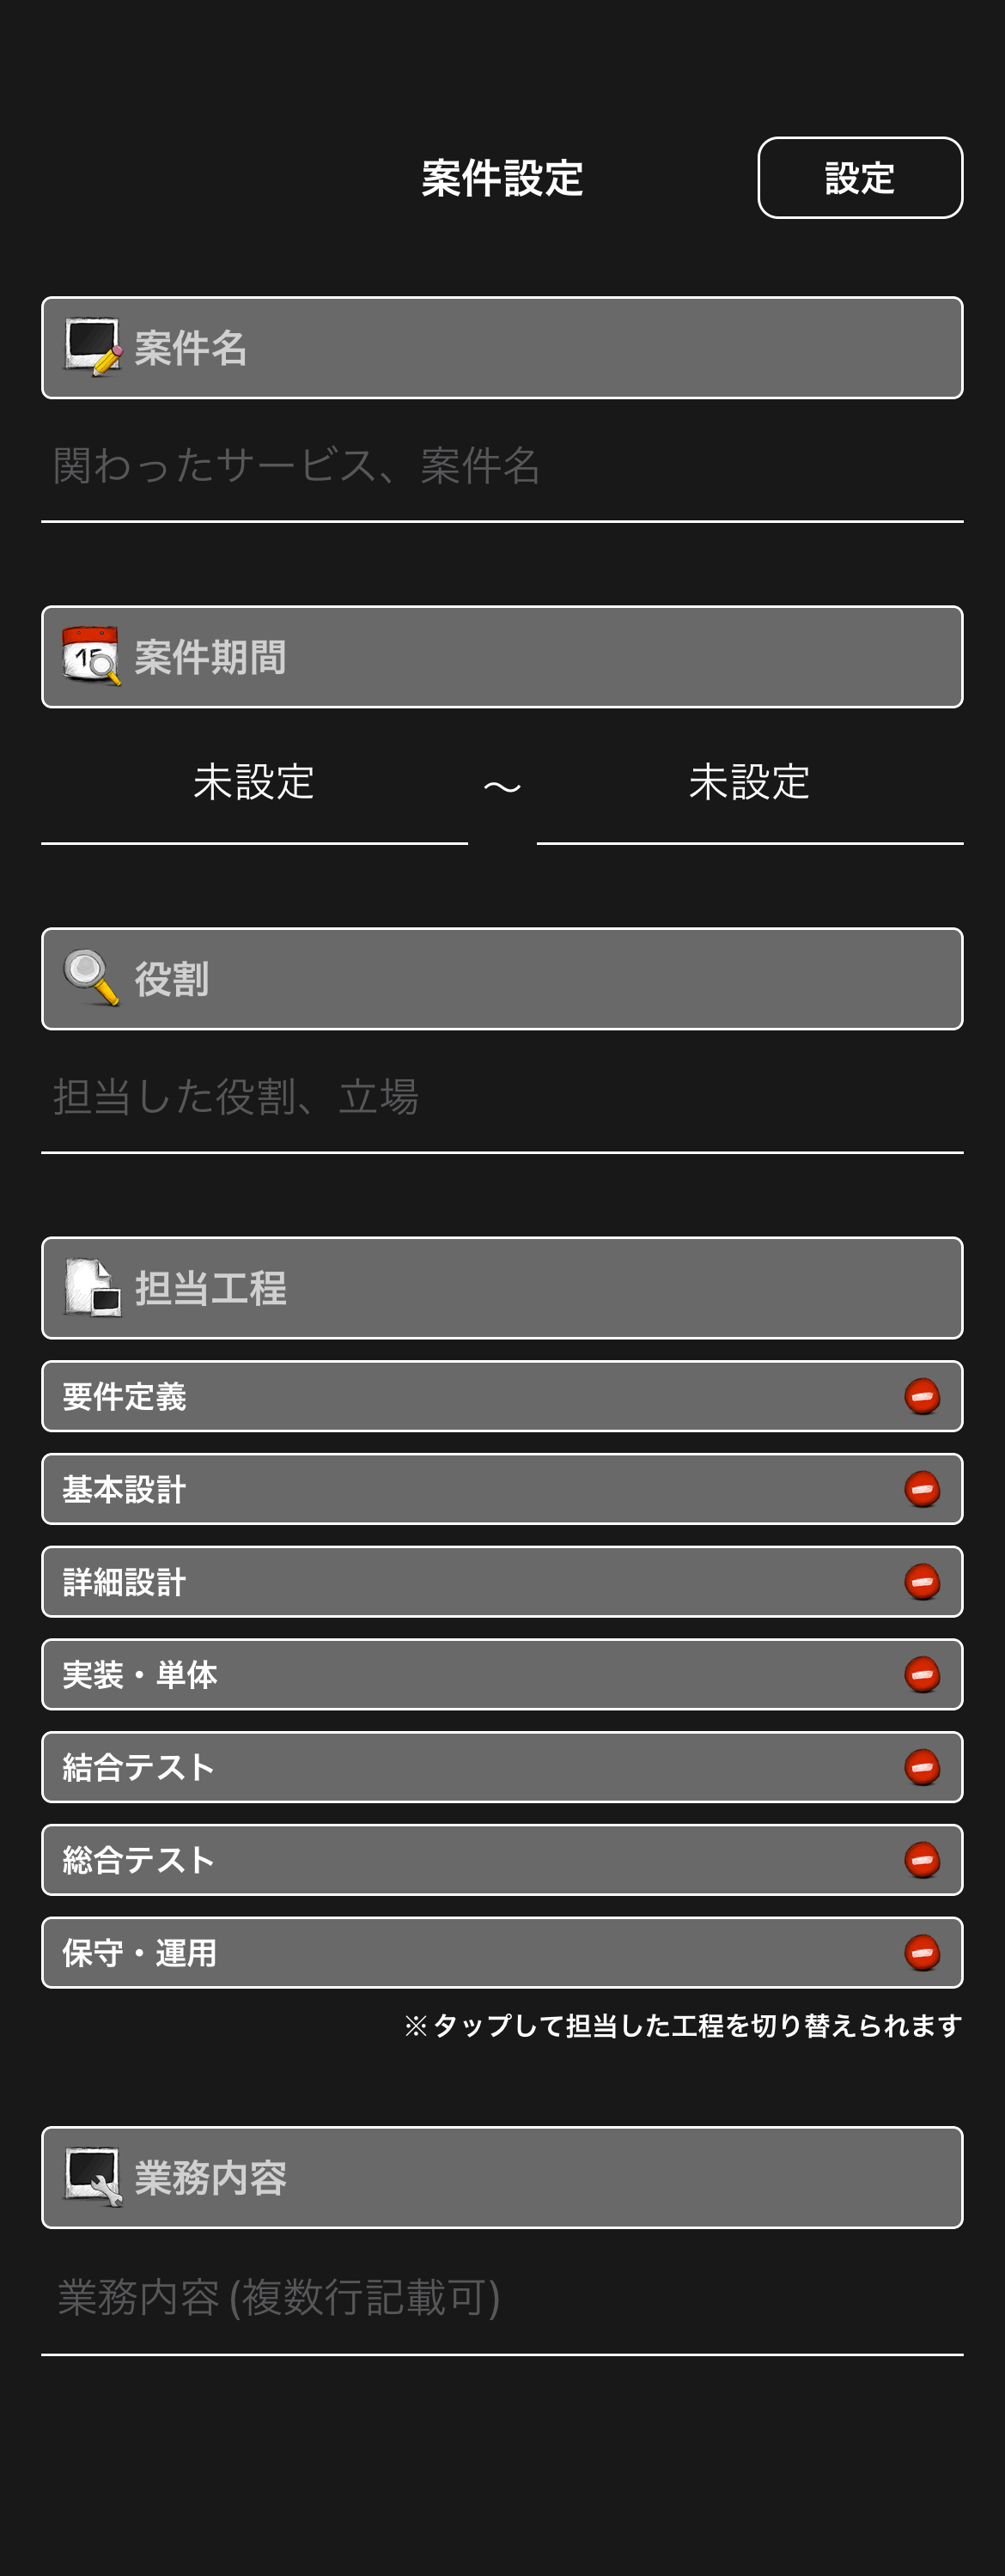 案件設定
設定
案件名
関わったサービス、案件名
15
案件期間
未設定 〜 未設定
役割
担当した役割、立場
担当工程
要件定義
基本設計
詳細設計
実装・単体
結合テスト
総合テスト
保守・運用
※タップして担当した工程を切り替えられます
業務内容
業務内容 (複数行記載可)